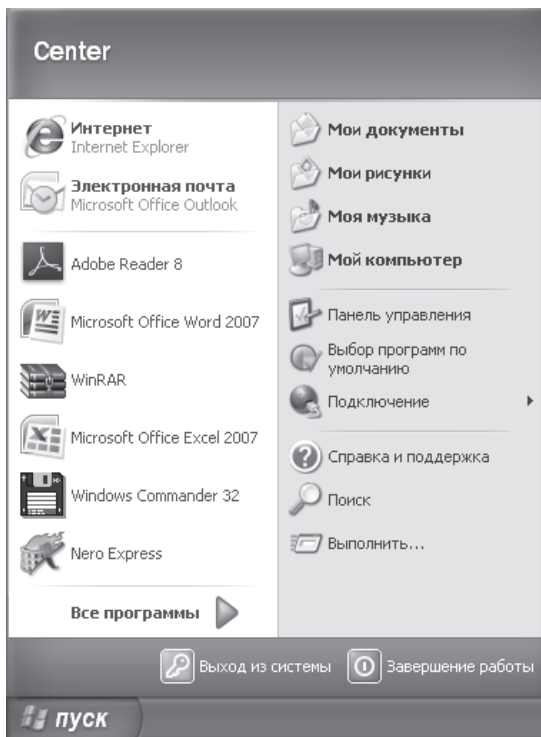 Center
Интернет
Internet Explorer
Электронная почта
Microsoft Office Outlook
Adobe Reader 8
Microsoft Office Word 2007
WinRAR
Microsoft Office Excel 2007
Windows Commander 32
Nero Express
Все программы
Мои документы
Мои рисунки
Моя музыка
Мой компьютер
Панель управления
Выбор программ по
умолчанию
Подключение
Справка и поддержка
Поиск
Выполнить...
Выход из системы
Завершение работы
пуск